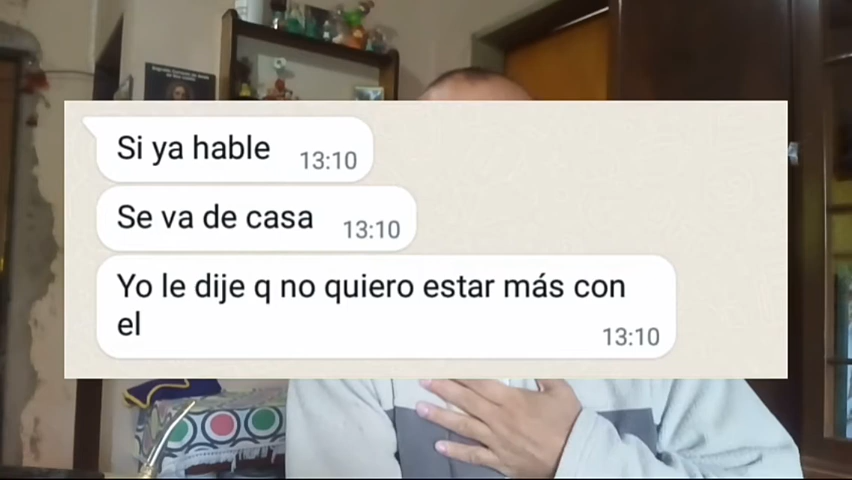 Si ya hable 13:10
Se va de casa 13:10
Yo le dije q no quiero estar más con
el 13:10